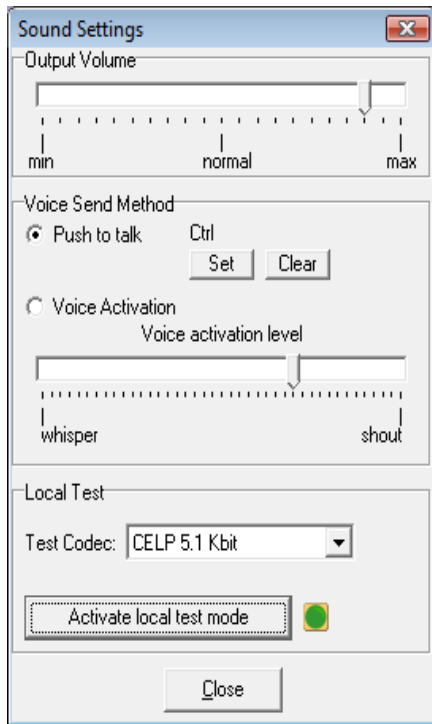 Sound Settings
Output Volume
min normal max
Voice Send Method
Push to talk Ctrl
Set Clear
Voice Activation
Voice activation level
whisper shout
Local Test
Test Codec: CELP 5.1 Kbit
Activate local test mode
Close